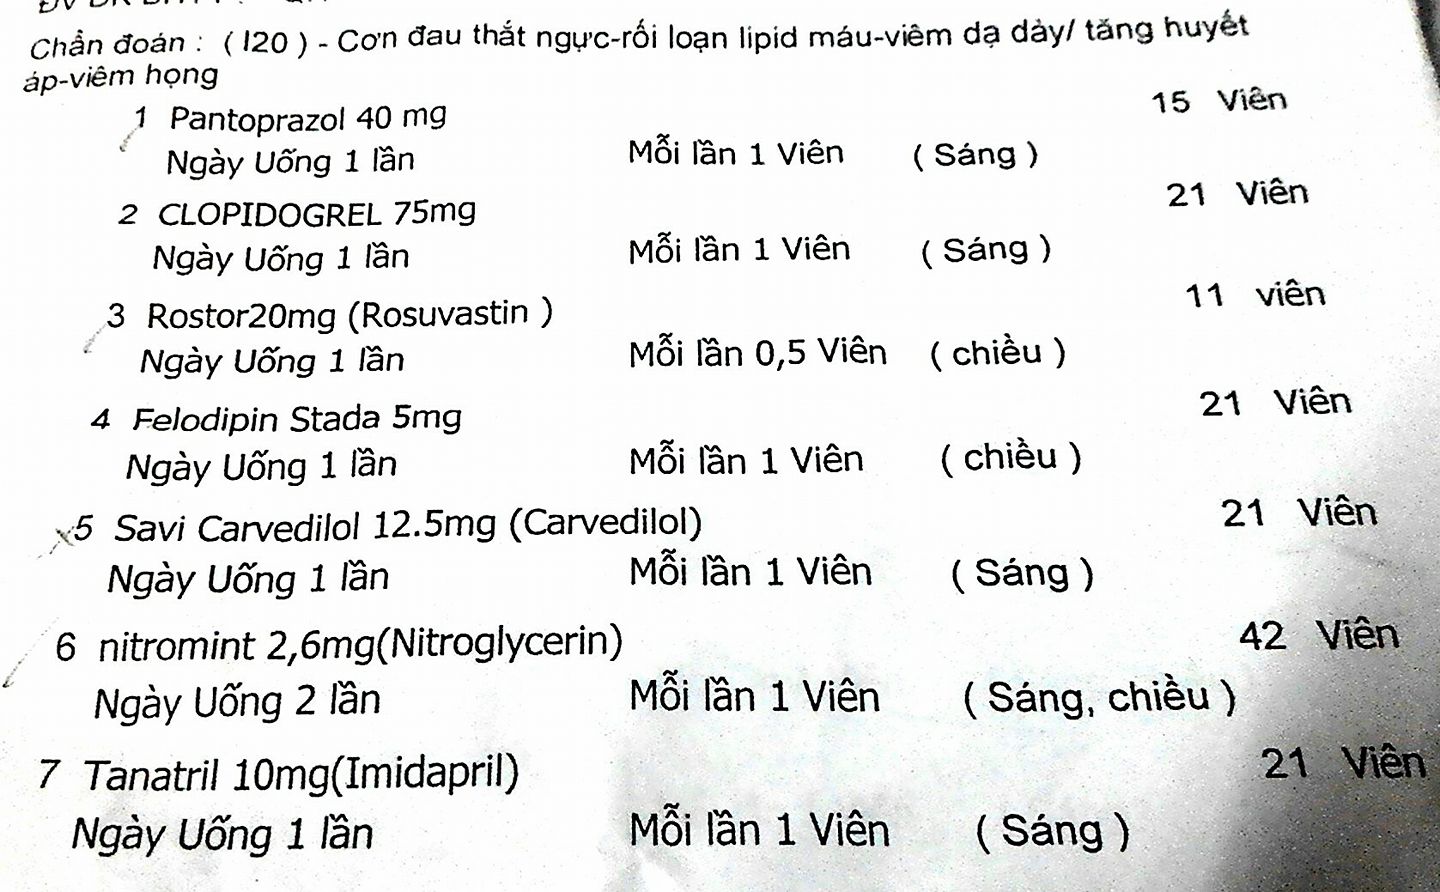 Chẩn đoán : ( I20 ) - Cơn đau thắt ngực-rối loạn lipid máu-viêm dạ dày/ tăng huyết
áp-viêm họng
1 Pantoprazol 40 mg 15 Viên
Ngày Uống 1 lần Mỗi lần 1 Viên ( Sáng )
2 CLOPIDOGREL 75mg 21 Viên
Ngày Uống 1 lần Mỗi lần 1 Viên ( Sáng )
3 Rostor20mg (Rosuvastin ) 11 viên
Ngày Uống 1 lần Mỗi lần 0,5 Viên ( chiều )
4 Felodipin Stada 5mg 21 Viên
Ngày Uống 1 lần Mỗi lần 1 Viên ( chiều )
5 Savi Carvedilol 12.5mg (Carvedilol) 21 Viên
Ngày Uống 1 lần Mỗi lần 1 Viên ( Sáng )
6 nitromint 2,6mg(Nitroglycerin) 42 Viên
Ngày Uống 2 lần Mỗi lần 1 Viên ( Sáng, chiều )
7 Tanatril 10mg(Imidapril) 21 Viên
Ngày Uống 1 lần Mỗi lần 1 Viên ( Sáng )